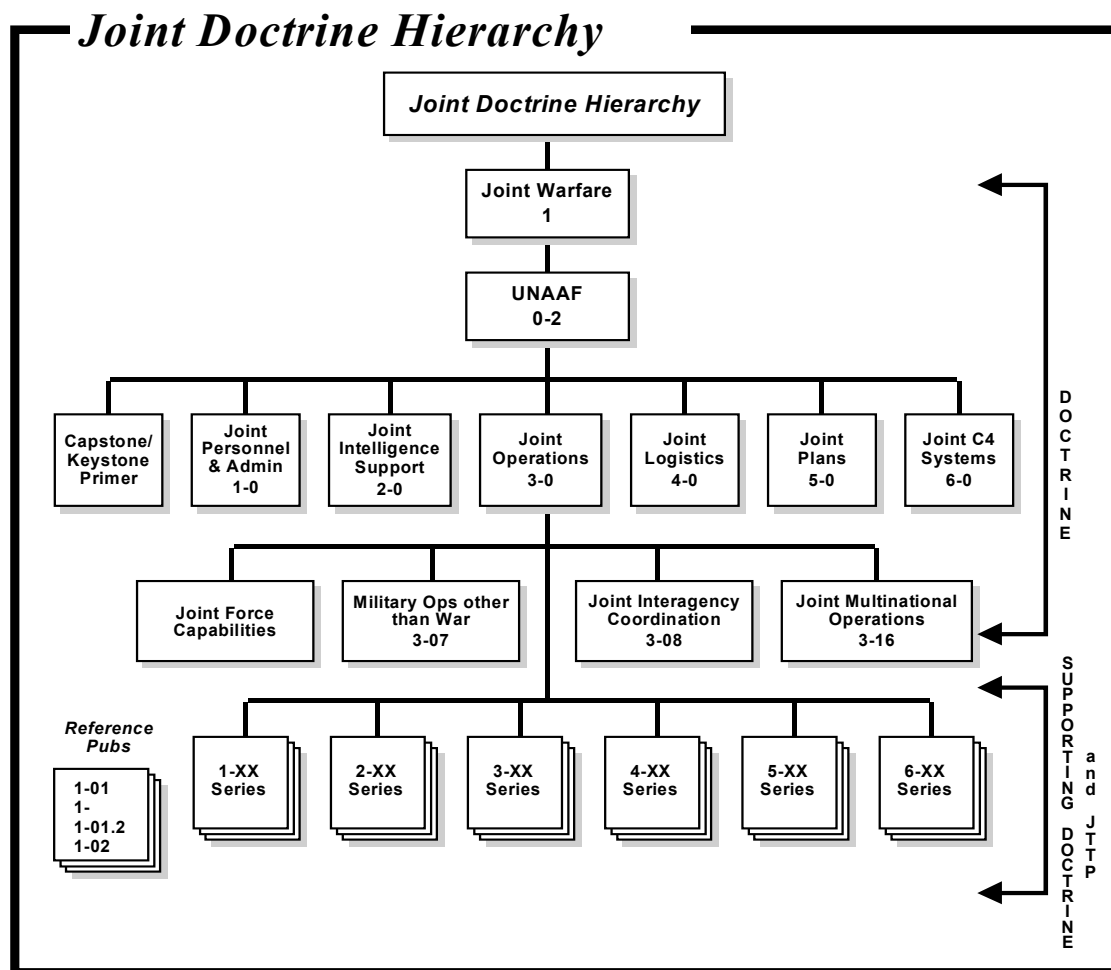 Joint Doctrine Hierarchy
Joint Doctrine Hierarchy
Joint Warfare
1
UNAAF
0-2
Capstone/
Keystone
Primer
Joint
Personnel
& Admin
1-0
Joint
Intelligence
Support
2-0
Joint
Operations
3-0
Joint
Logistics
4-0
Joint
Plans
5-0
Joint C4
Systems
6-0
DOCTRINE
Joint Force
Capabilities
Military Ops other
than War
3-07
Joint Interagency
Coordination
3-08
Joint Multinational
Operations
3-16
Reference
Pubs
1-01
1-
1-01.2
1-02
1-XX
Series
2-XX
Series
3-XX
Series
4-XX
Series
5-XX
Series
6-XX
Series
SUPPORTING DOCTRINE
and JTTP